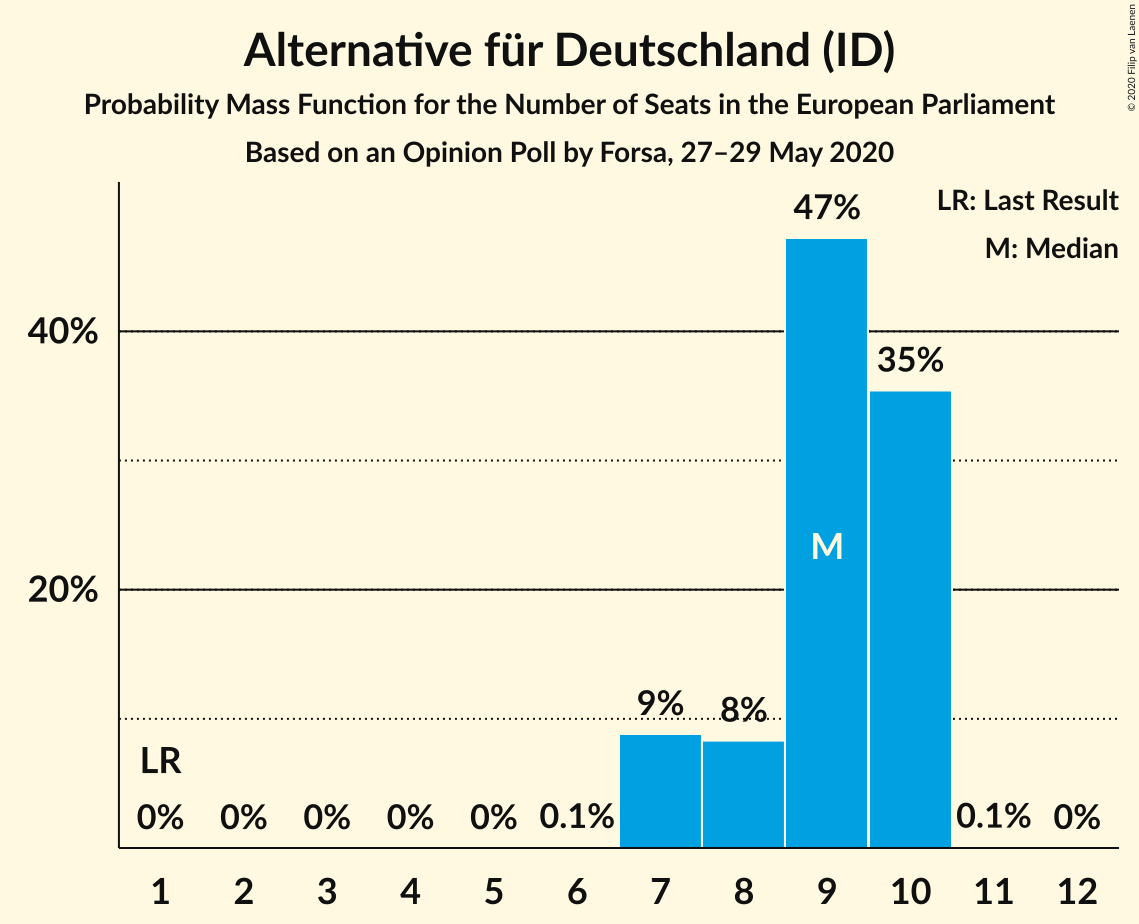 Alternative für Deutschland (ID)
Probability Mass Function for the Number of Seats in the European Parliament
Based on an Opinion Poll by Forsa, 27–29 May 2020
© 2020 Filip van Laenen
LR: Last Result
M: Median
47%
40%
35%
M
20%
9%
8%
LR
0% 0% 0% 0% 0% 0.1% 0.1% 0%
1 2 3 4 5 6 7 8 9 10 11 12